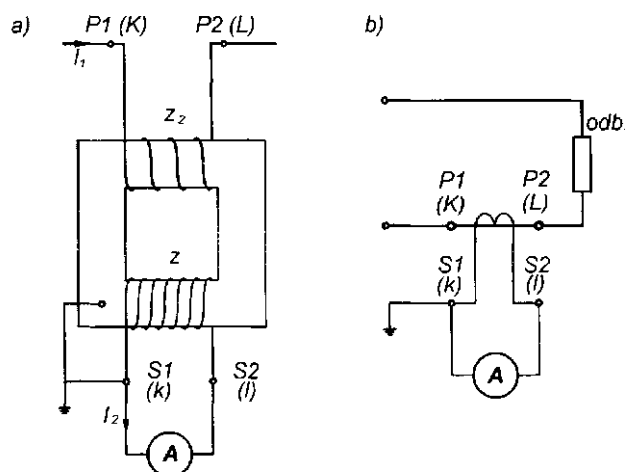 a)
P1 (K)
P2 (L)
I₁
z₂
z
S1
(k)
S2
(l)
I₂
A
b)
odb.
P1
(K)
P2
(L)
S1
(k)
S2
(l)
A